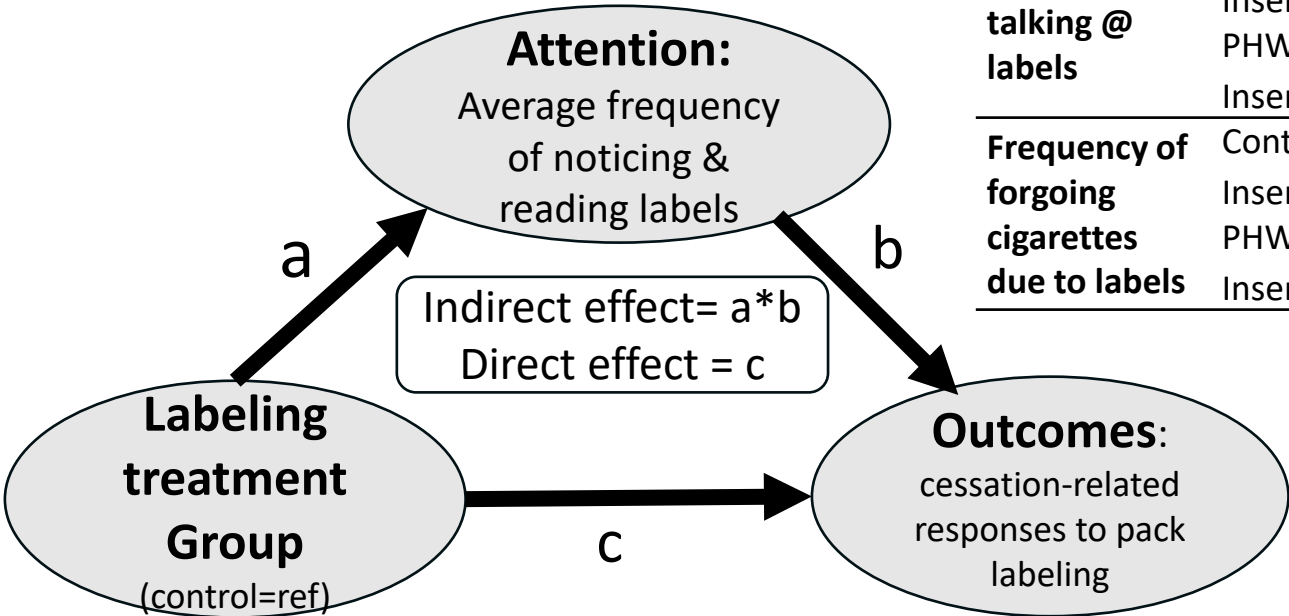 Attention:
Average frequency
of noticing &
reading labels
a
b
Indirect effect= a*b
Direct effect = c
Labeling
treatment
Group
(control=ref)
c
Outcomes:
cessation-related
responses to pack
labeling
talking @
labels
PHW
Frequency of
forgoing
cigarettes
due to labels
PHW